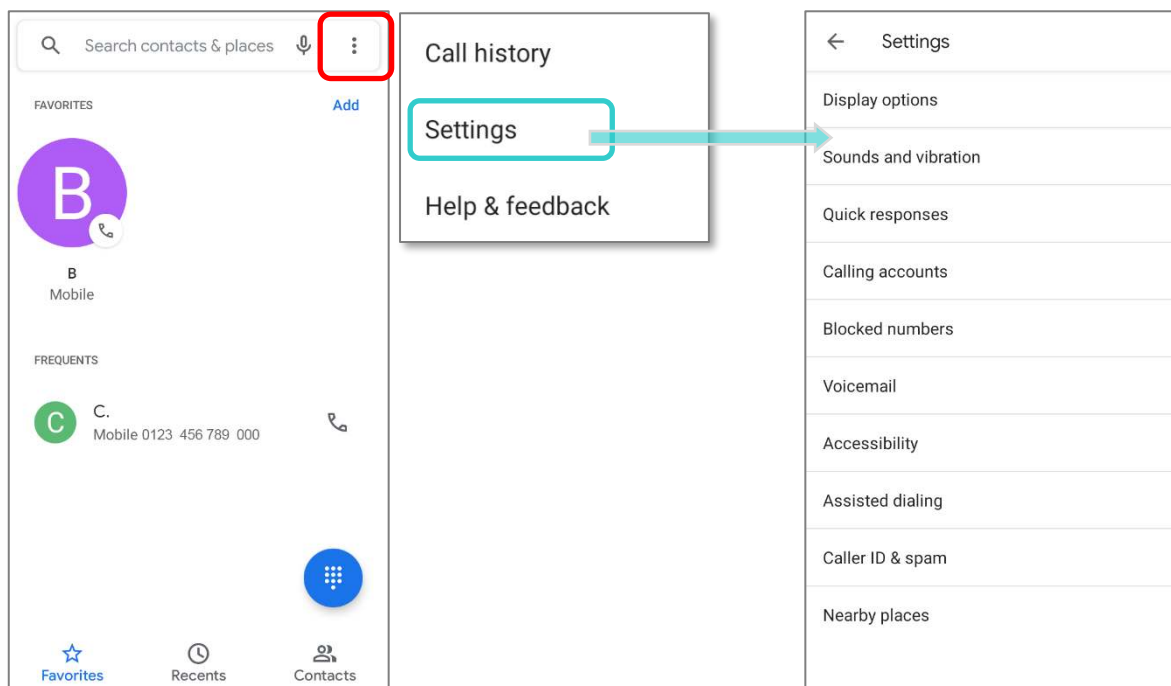 Search contacts & places
FAVORITES
Add
B
B
Mobile
FREQUENTS
C
C.
Mobile 0123 456 789 000
Favorites
Recents
Contacts
Call history
Settings
Help & feedback
Settings
Display options
Sounds and vibration
Quick responses
Calling accounts
Blocked numbers
Voicemail
Accessibility
Assisted dialing
Caller ID & spam
Nearby places